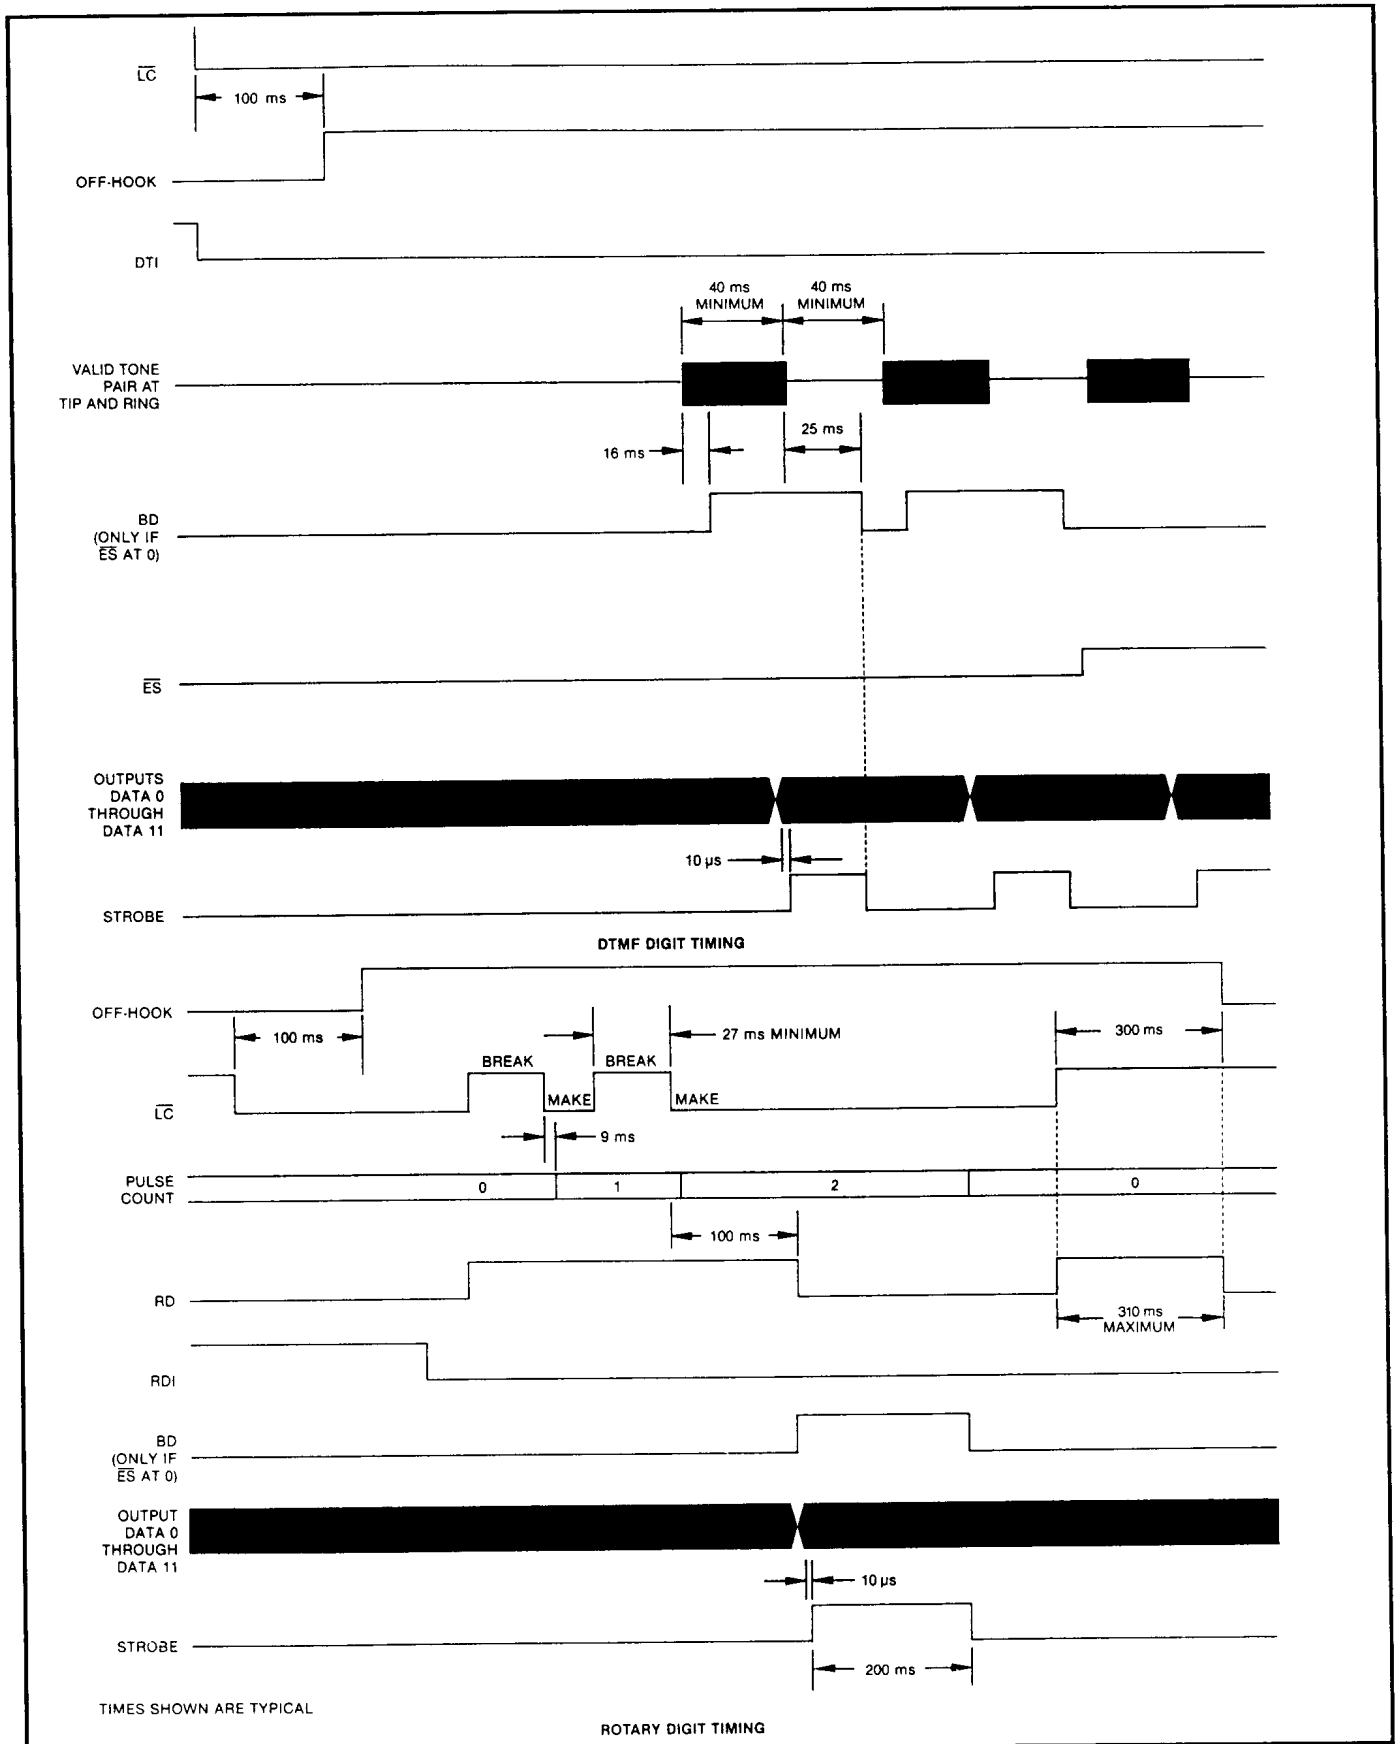 LC
100 ms
OFF-HOOK
DTI
40 ms
MINIMUM
40 ms
MINIMUM
VALID TONE
PAIR AT
TIP AND RING
25 ms
16 ms
BD
(ONLY IF
ES AT 0)
ES
OUTPUTS
DATA 0
THROUGH
DATA 11
10 µs
STROBE
DTMF DIGIT TIMING
OFF-HOOK
100 ms
27 ms MINIMUM
300 ms
BREAK
BREAK
LC
MAKE
MAKE
9 ms
PULSE
COUNT
0
1
2
0
100 ms
RD
310 ms
MAXIMUM
RDI
BD
(ONLY IF
ES AT 0)
OUTPUT
DATA 0
THROUGH
DATA 11
10 µs
STROBE
200 ms
TIMES SHOWN ARE TYPICAL
ROTARY DIGIT TIMING